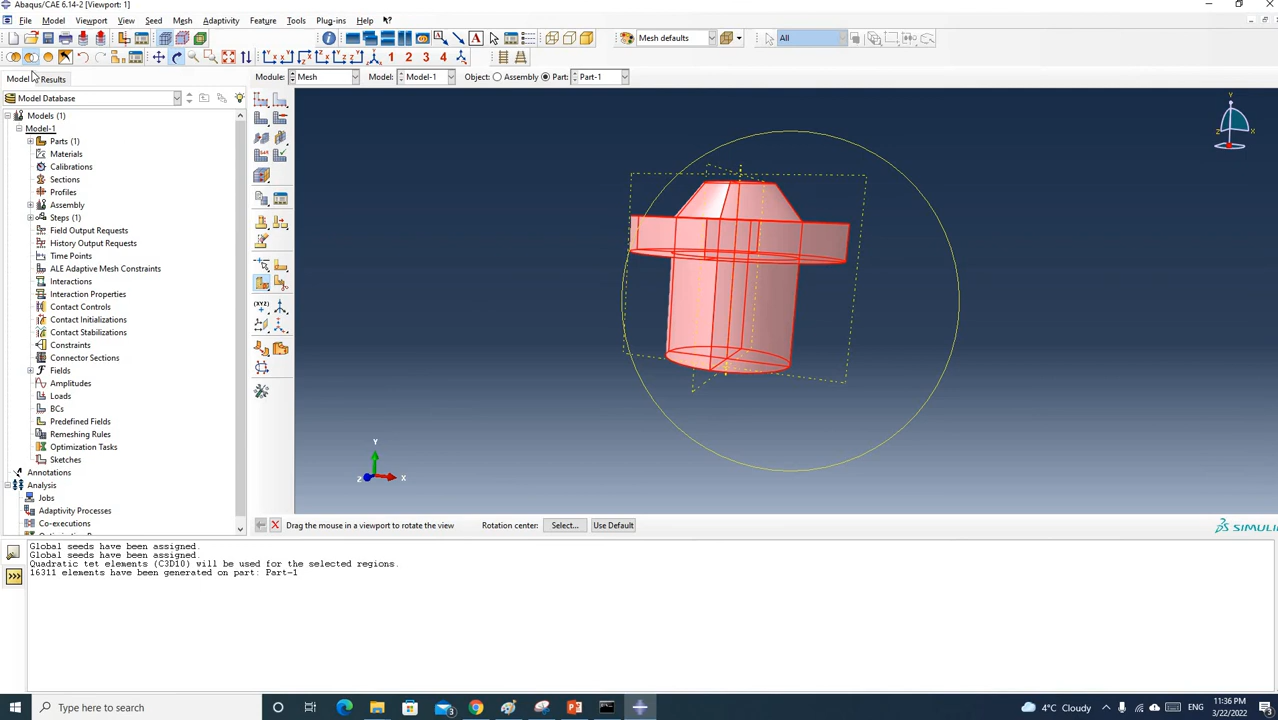 Abaqus/CAE 6.14-2 [Viewport: 1]
File Model Viewport View Seed Mesh Adaptivity Feature Tools Plug-ins Help
Mesh defaults All
1 2 3 4
Model Results Module: Mesh Model: Model-1 Object: Assembly Part: Part-1
Model Database
Models (1)
Model-1
Parts (1)
Materials
Calibrations
Sections
Profiles
Assembly
Steps (1)
Field Output Requests
History Output Requests
Time Points
ALE Adaptive Mesh Constraints
Interactions
Interaction Properties
Contact Controls
Contact Initializations
Contact Stabilizations
Constraints
Connector Sections
Fields
Amplitudes
Loads
BCs
Predefined Fields
Remeshing Rules
Optimization Tasks
Sketches
Annotations
Analysis
Jobs
Adaptivity Processes
Co-executions
(XYZ)
Y
Z X
Y
Z X
Drag the mouse in a viewport to rotate the view Rotation center: Select... Use Default
SIMULI
Global seeds have been assigned.
Global seeds have been assigned.
Quadratic tet elements (C3D10) will be used for the selected regions.
16311 elements have been generated on part: Part-1
>>>
Type here to search
3
4°C Cloudy ENG
11:36 PM
3/22/2022